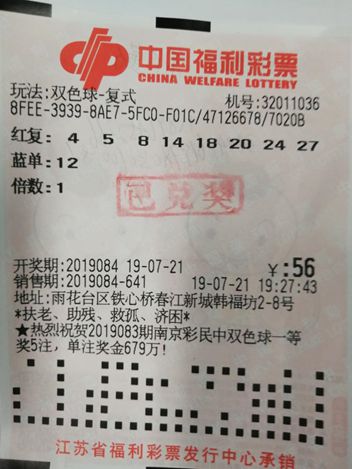 中国福利彩票
CHINA WELFARE LOTTERY
玩法:双色球-复式 机号:32011036
8FEE-3939-8AE7-5FC0-F01C/47126678/7020B
红复: 4 5 8 14 18 20 24 27
蓝单:12
倍数:1
已兑奖
开奖期:2019084 19-07-21 ¥:56
销售期:2019084-641 19-07-21 19:27:43
地址:雨花台区铁心桥春江新城韩福坊2-8号
*扶老、助残、救孤、济困*
★热烈祝贺2019083期南京彩民中双色球一等
奖5注,单注奖金679万!
江苏省福利彩票发行中心承销